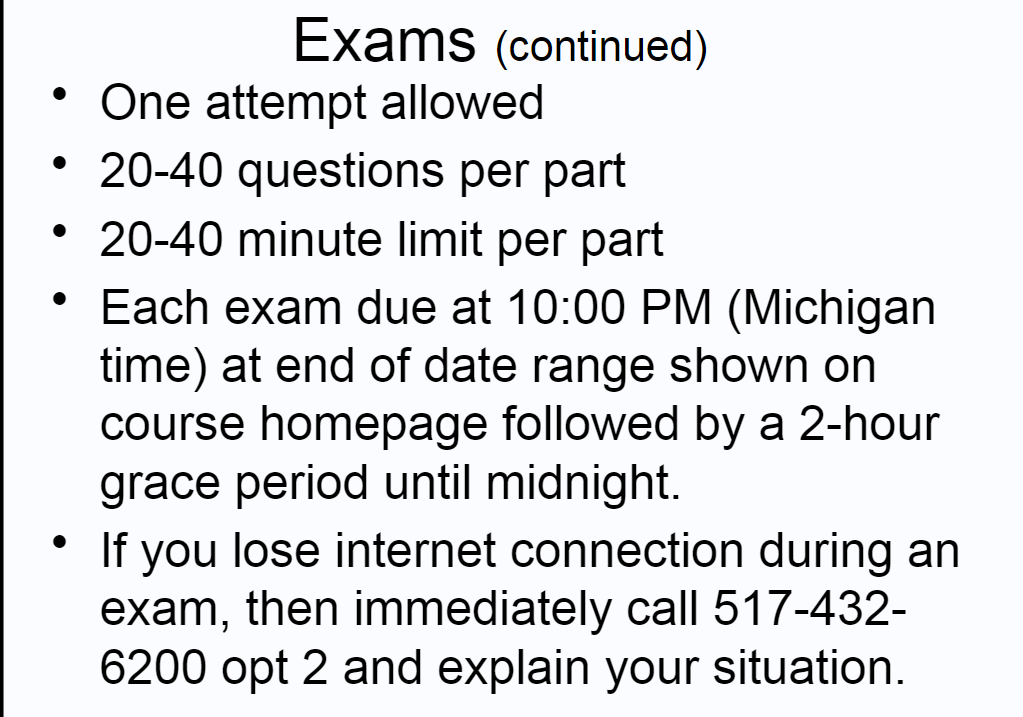 Exams (continued)
• One attempt allowed
• 20-40 questions per part
• 20-40 minute limit per part
• Each exam due at 10:00 PM (Michigan
time) at end of date range shown on
course homepage followed by a 2-hour
grace period until midnight.
• If you lose internet connection during an
exam, then immediately call 517-432-
6200 opt 2 and explain your situation.